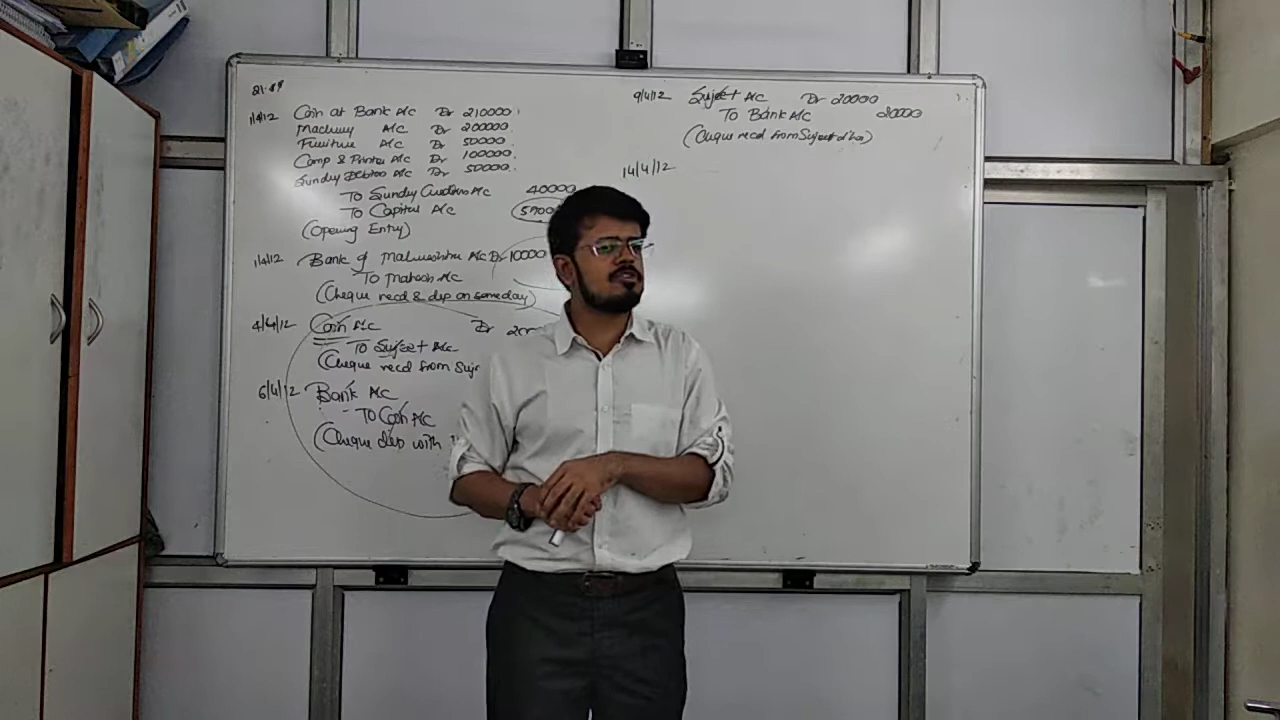 1/4/12 Cash at Bank A/c Dr 210000
Machinery A/C Dr 200000
Furniture A/C Dr 50000
Comp & Printer A/c Dr 100000
Sundry Debtors A/c Dr 50000
To Sundry Creditors A/c 40000
To Capital A/c 5700
(Opening Entry)
1/4/12 Bank of Maharashtra A/c Dr 10000
To Mahesh A/c
(Cheque recd & dep on same day)
4/4/12 Cash A/c Dr
To Sujeet A/c
(Cheque recd from Suje
6/4/12 Bank A/c
To Cash A/c
(Cheque dep with
9/4/12 Sujeet A/c Dr 20000
To Bank A/c 20000
(Cheque recd from Sujeet
14/4/12